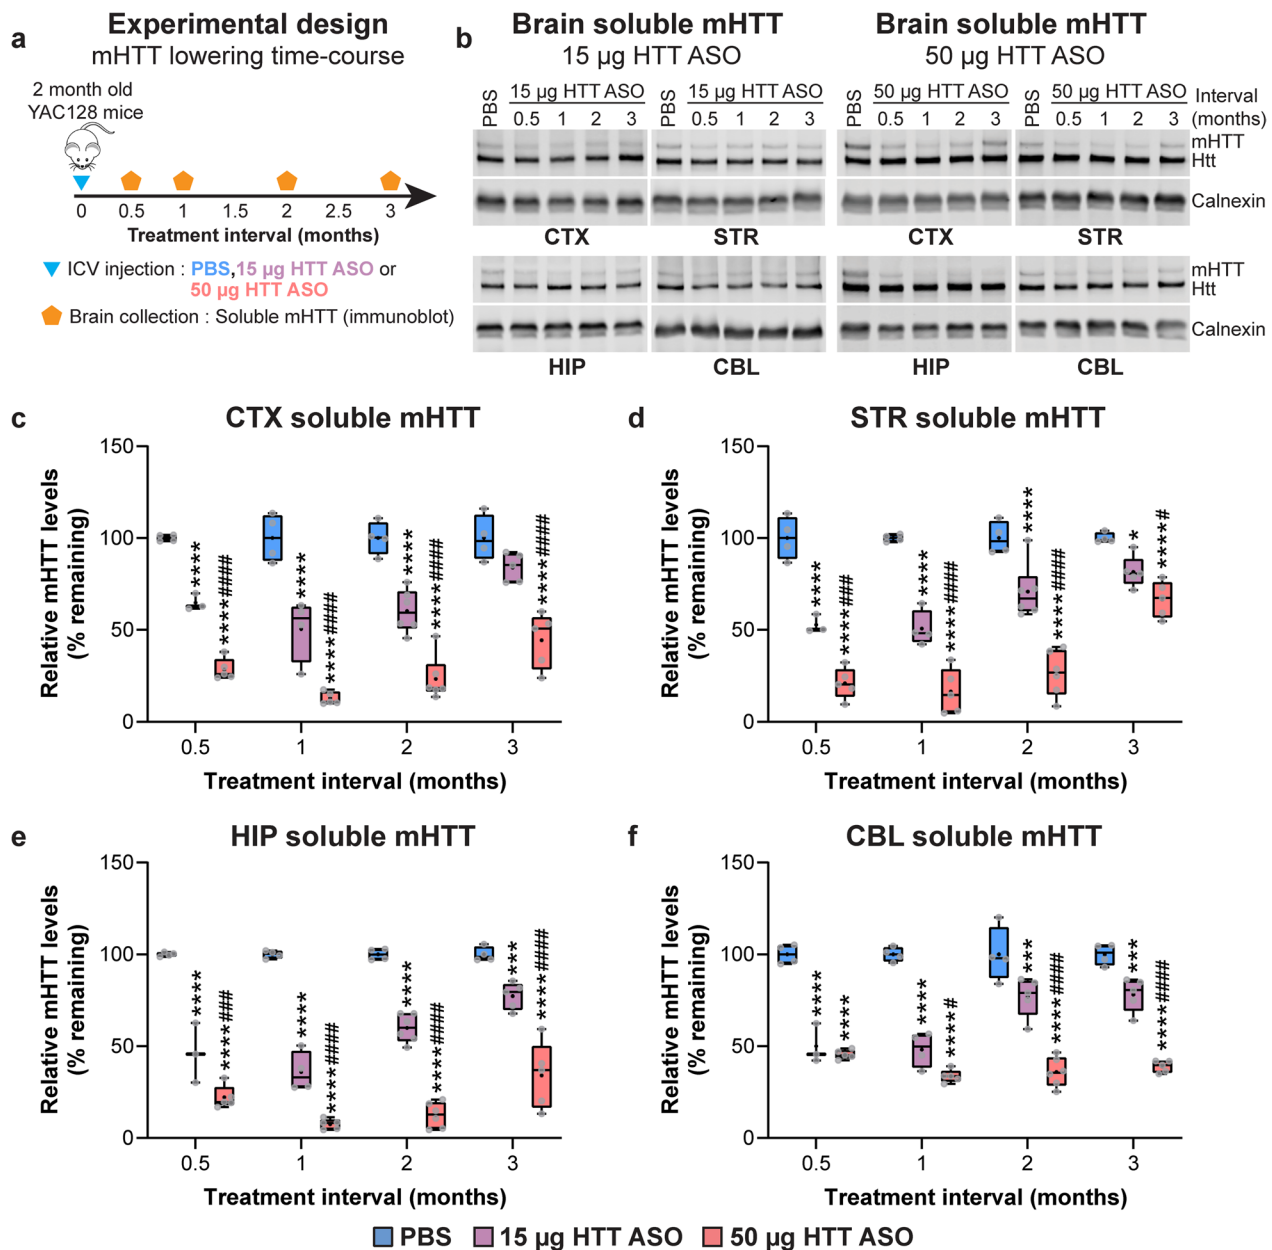 a
Experimental design
mHTT lowering time-course
2 month old
YAC128 mice
0 0.5 1 1.5 2 2.5 3
Treatment interval (months)
ICV injection : PBS, 15 µg HTT ASO or
50 µg HTT ASO
Brain collection : Soluble mHTT (immunoblot)
b
Brain soluble mHTT
15 µg HTT ASO
Brain soluble mHTT
50 µg HTT ASO
PBS 15 µg HTT ASO PBS 15 µg HTT ASO PBS 50 µg HTT ASO PBS 50 µg HTT ASO Interval
0.5 1 2 3 0.5 1 2 3 0.5 1 2 3 0.5 1 2 3 (months)
mHTT
Htt
Calnexin
CTX STR CTX STR
mHTT
Htt
Calnexin
HIP CBL HIP CBL
c
CTX soluble mHTT
Relative mHTT levels
(% remaining)
150
100
50
0
**** ****#### **** ****#### **** ****#### ****####
0.5 1 2 3
Treatment interval (months)
d
STR soluble mHTT
Relative mHTT levels
(% remaining)
150
100
50
0
**** ****### **** ****#### **** ****#### * ****#
0.5 1 2 3
Treatment interval (months)
e
HIP soluble mHTT
Relative mHTT levels
(% remaining)
150
100
50
0
**** ****### **** ****#### **** ****#### *** ****####
0.5 1 2 3
Treatment interval (months)
f
CBL soluble mHTT
Relative mHTT levels
(% remaining)
150
100
50
0
**** **** **** ****# *** ****#### *** ****####
0.5 1 2 3
Treatment interval (months)
PBS 15 µg HTT ASO 50 µg HTT ASO